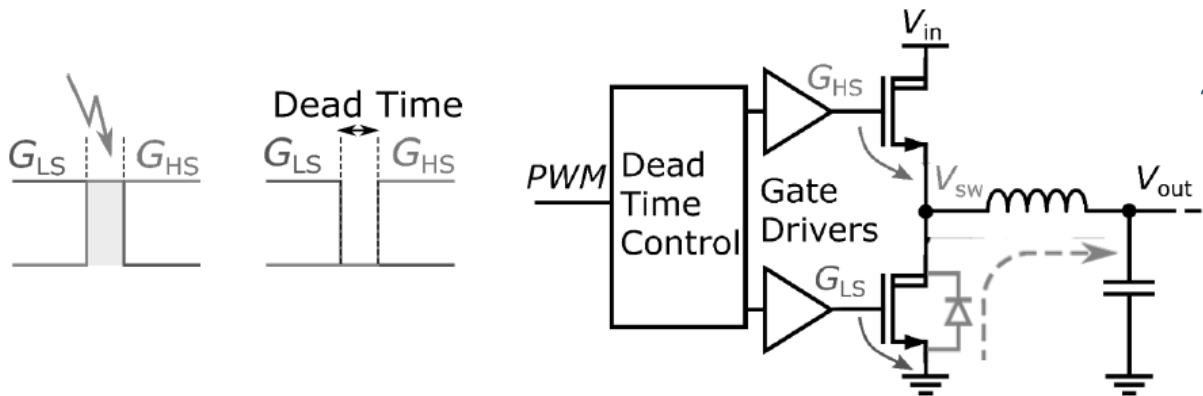 G_LS
G_HS
Dead Time
G_LS
G_HS
PWM
Dead
Time
Control
Gate
Drivers
G_HS
G_LS
V_in
V_sw
V_out